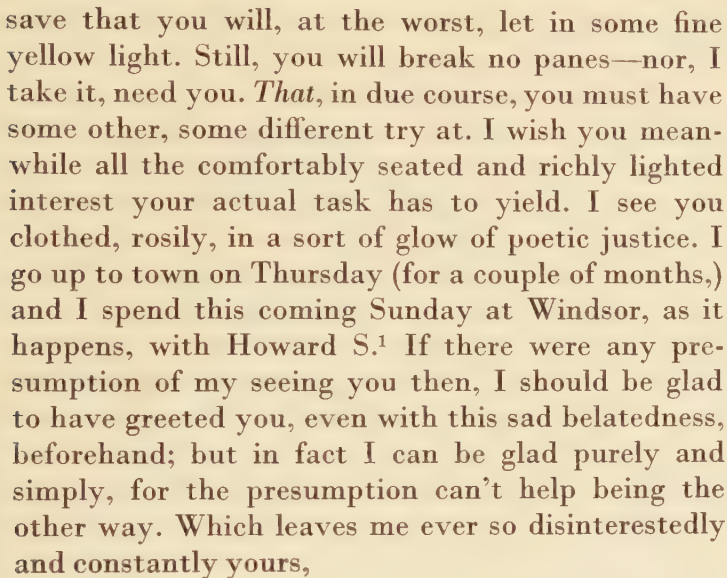 save that you will, at the worst, let in some fine
yellow light. Still, you will break no panes—nor, I
take it, need you. That, in due course, you must have
some other, some different try at. I wish you mean-
while all the comfortably seated and richly lighted
interest your actual task has to yield. I see you
clothed, rosily, in a sort of glow of poetic justice. I
go up to town on Thursday (for a couple of months,)
and I spend this coming Sunday at Windsor, as it
happens, with Howard S.¹ If there were any pre-
sumption of my seeing you then, I should be glad
to have greeted you, even with this sad belatedness,
beforehand; but in fact I can be glad purely and
simply, for the presumption can't help being the
other way. Which leaves me ever so disinterestedly
and constantly yours,